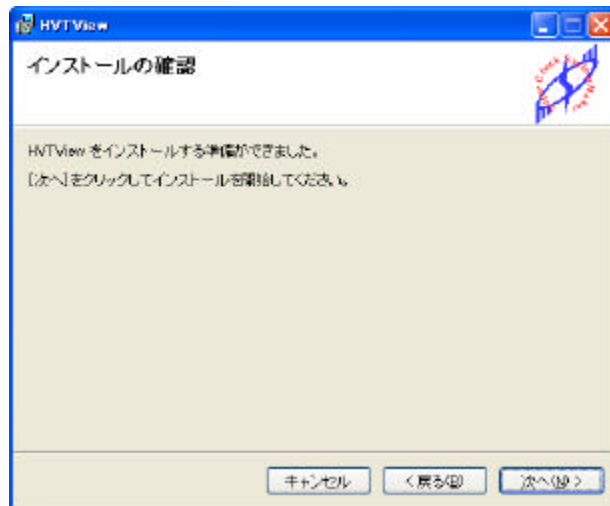 HVTView
インストールの確認
HVTView をインストールする準備ができました。
[次へ]をクリックしてインストールを開始してください。
キャンセル
< 戻る(B)
次へ(N) >